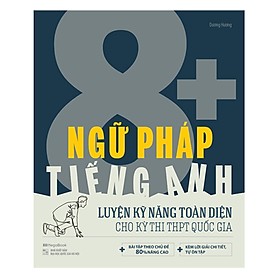 Dương Hương
8+
NGỮ PHÁP
TIẾNG ANH
LUYỆN KỸ NĂNG TOÀN DIỆN
CHO KỲ THI THPT QUỐC GIA
+ BÀI TẬP THEO CHỦ ĐỀ
80% NÂNG CAO
+ KÈM LỜI GIẢI CHI TIẾT,
TỰ ÔN TẬP